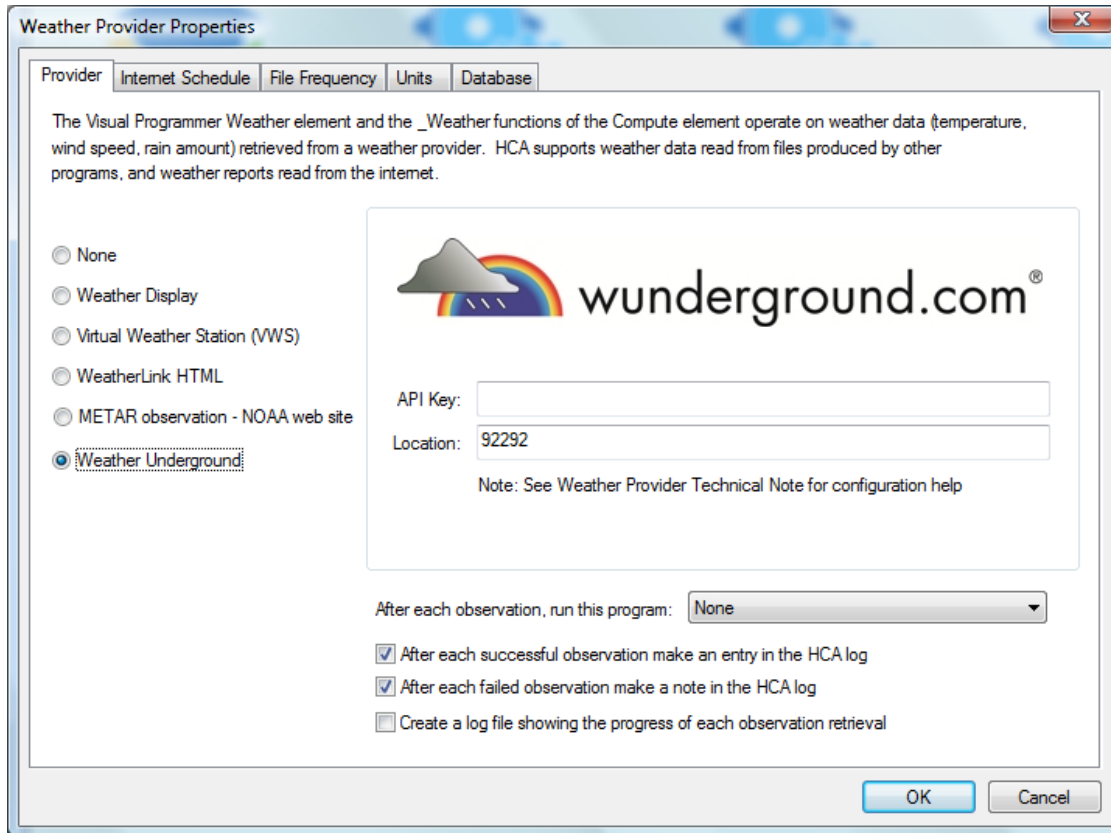 Weather Provider Properties
Provider Internet Schedule File Frequency Units Database
The Visual Programmer Weather element and the _Weather functions of the Compute element operate on weather data (temperature,
wind speed, rain amount) retrieved from a weather provider. HCA supports weather data read from files produced by other
programs, and weather reports read from the internet.
None
Weather Display
Virtual Weather Station (VWS)
WeatherLink HTML
METAR observation - NOAA web site
Weather Underground
wunderground.com®
API Key:
Location: 92292
Note: See Weather Provider Technical Note for configuration help
After each observation, run this program: None
After each successful observation make an entry in the HCA log
After each failed observation make a note in the HCA log
Create a log file showing the progress of each observation retrieval
OK Cancel